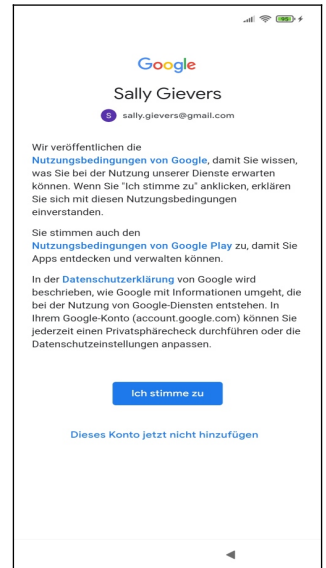 95
Google
Sally Gievers
S sally.gievers@gmail.com
Wir veröffentlichen die
Nutzungsbedingungen von Google, damit Sie wissen,
was Sie bei der Nutzung unserer Dienste erwarten
können. Wenn Sie "Ich stimme zu" anklicken, erklären
Sie sich mit diesen Nutzungsbedingungen
einverstanden.
Sie stimmen auch den
Nutzungsbedingungen von Google Play zu, damit Sie
Apps entdecken und verwalten können.
In der Datenschutzerklärung von Google wird
beschrieben, wie Google mit Informationen umgeht, die
bei der Nutzung von Google-Diensten entstehen. In
Ihrem Google-Konto (account.google.com) können Sie
jederzeit einen Privatsphärecheck durchführen oder die
Datenschutzeinstellungen anpassen.
Ich stimme zu
Dieses Konto jetzt nicht hinzufügen